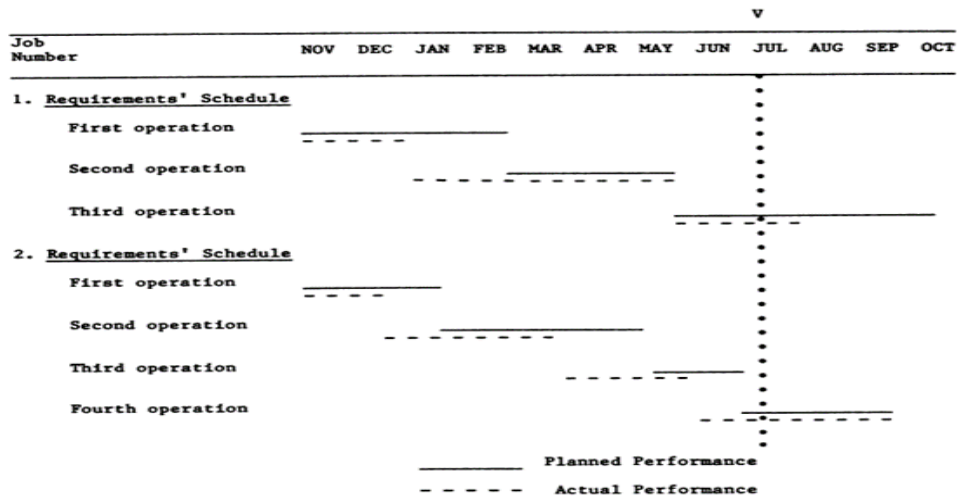 V
Job
Number
NOV DEC JAN FEB MAR APR MAY JUN JUL AUG SEP OCT
1. Requirements' Schedule
First operation
Second operation
Third operation
2. Requirements' Schedule
First operation
Second operation
Third operation
Fourth operation
Planned Performance
Actual Performance